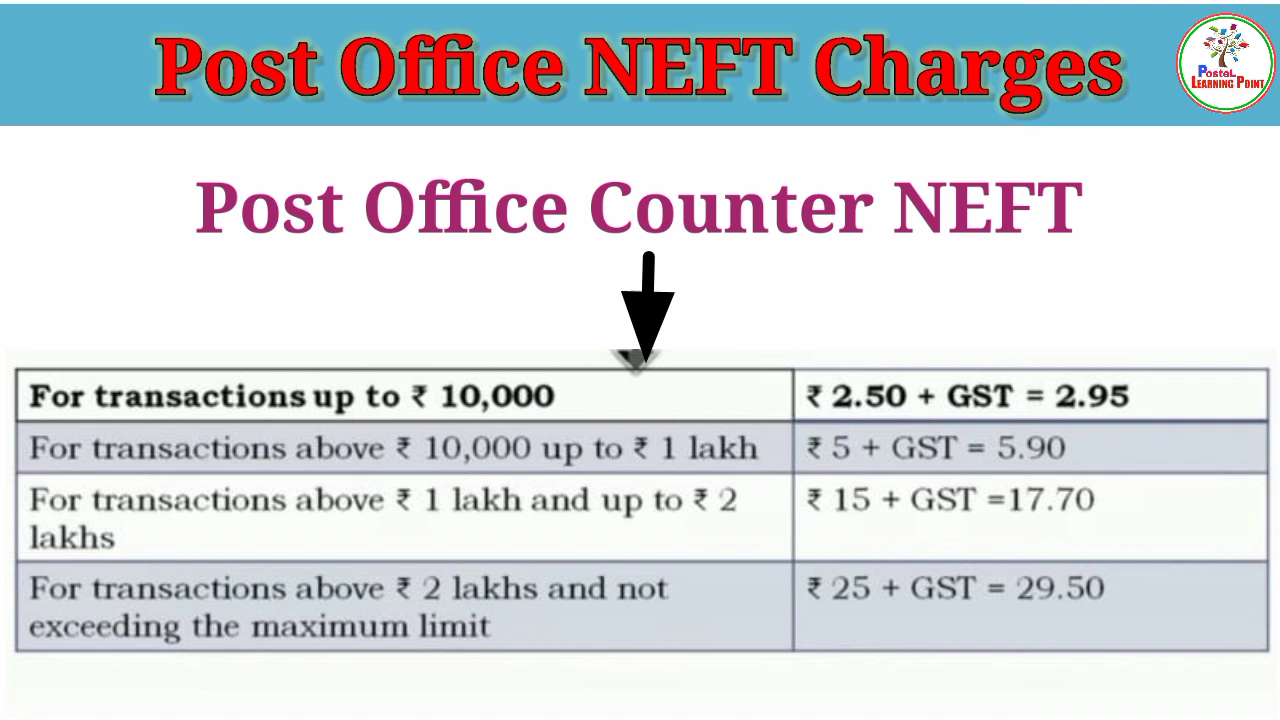 Post Office NEFT Charges
PosteL
LEARNING POINT
Post Office Counter NEFT
For transactions up to ₹ 10,000
₹ 2.50 + GST = 2.95
For transactions above ₹ 10,000 up to ₹ 1 lakh
₹ 5 + GST = 5.90
For transactions above ₹ 1 lakh and up to ₹ 2
lakhs
₹ 15 + GST =17.70
For transactions above ₹ 2 lakhs and not
exceeding the maximum limit
₹ 25 + GST = 29.50